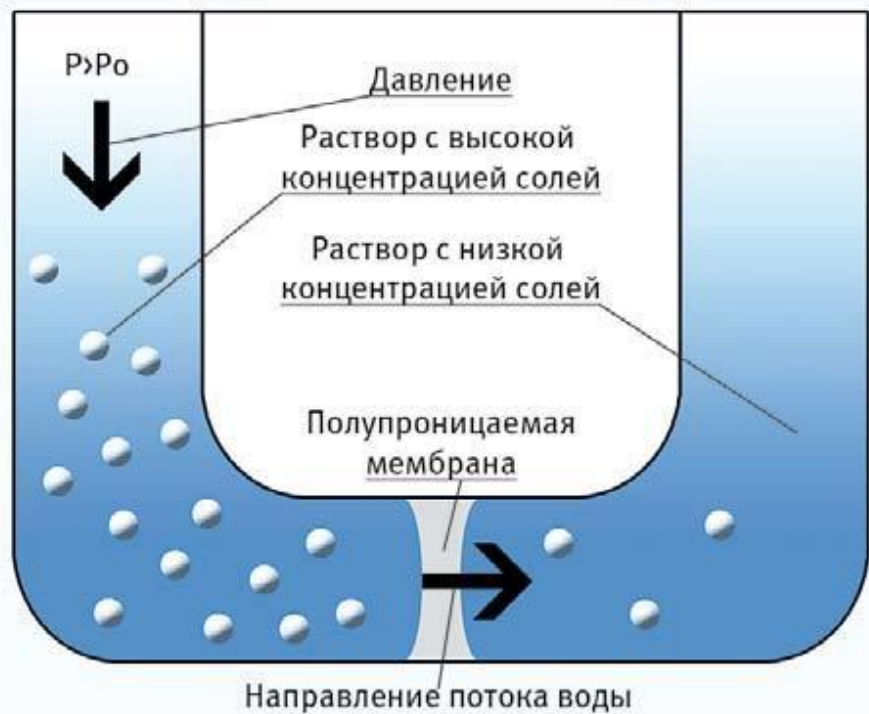 P>Po
Давление
Раствор с высокой
концентрацией солей
Раствор с низкой
концентрацией солей
Полупроницаемая
мембрана
Направление потока воды